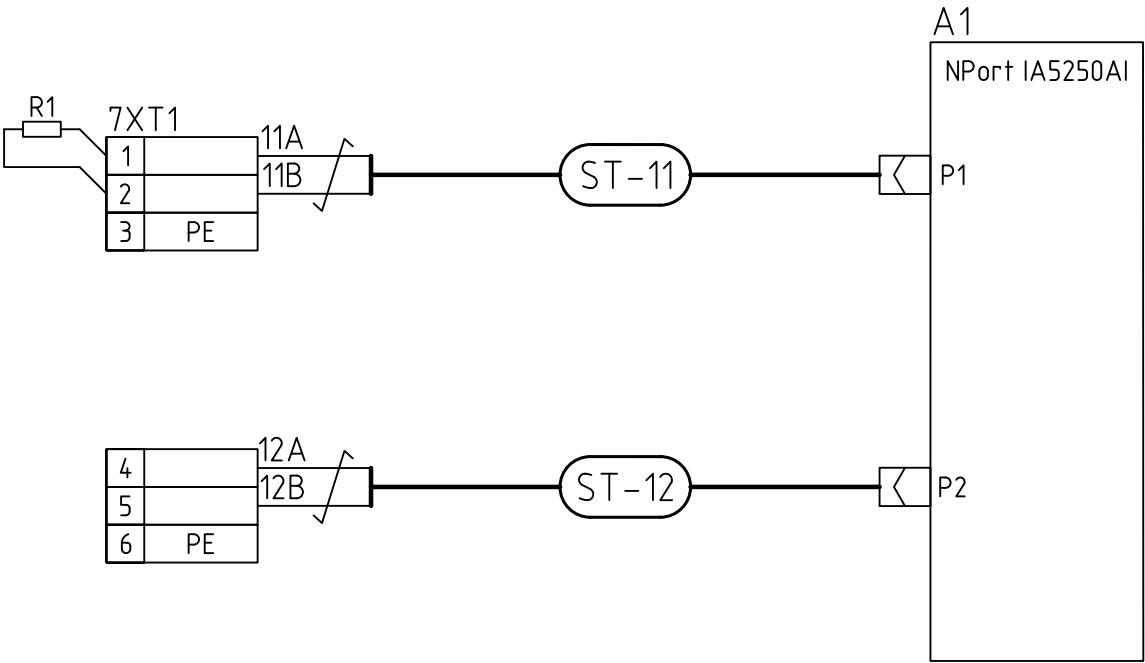 A1
NPort IA5250AI
R1
7XT1
1
2
3 PE
11A
11B
ST-11
P1
4
5
6 PE
12A
12B
ST-12
P2